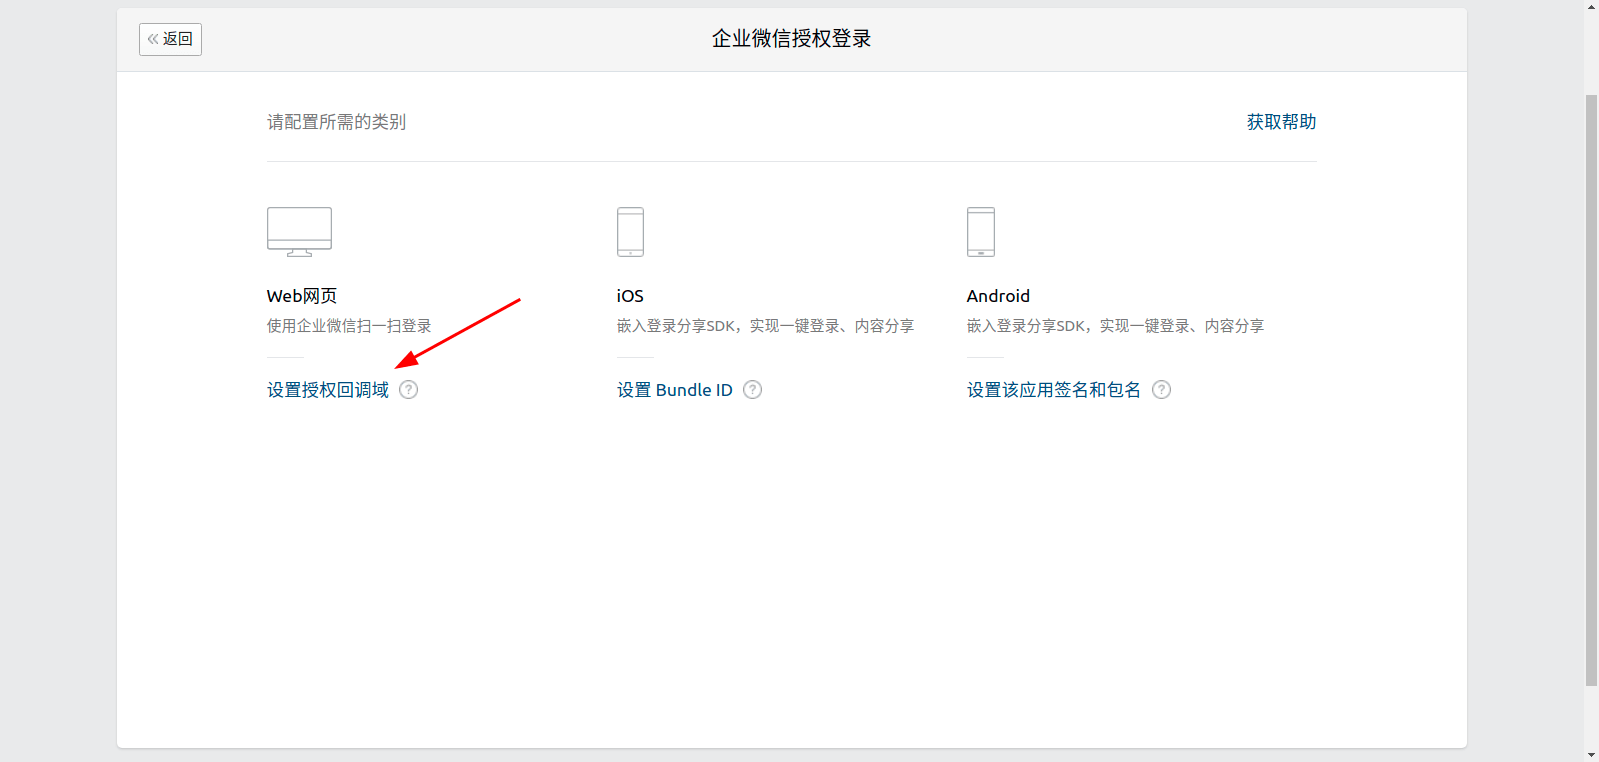 返回
企业微信授权登录
请配置所需的类别
获取帮助
Web网页
使用企业微信扫一扫登录
设置授权回调域 ?
iOS
嵌入登录分享SDK，实现一键登录、内容分享
设置 Bundle ID ?
Android
嵌入登录分享SDK，实现一键登录、内容分享
设置该应用签名和包名 ?